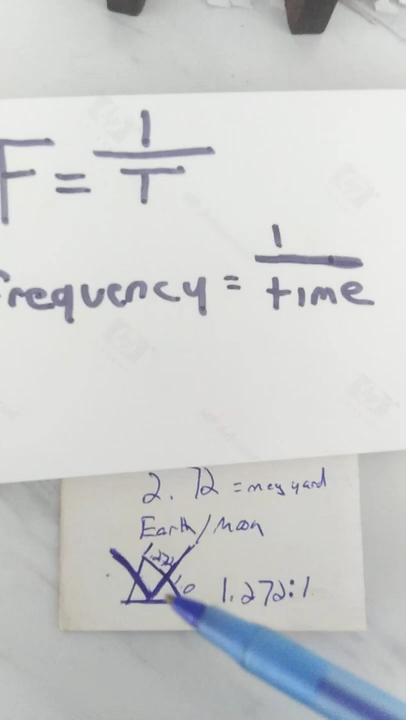 F = 1/T
Frequency = 1/time
2.72 = meg yard
Earth/Moon
1.272:1